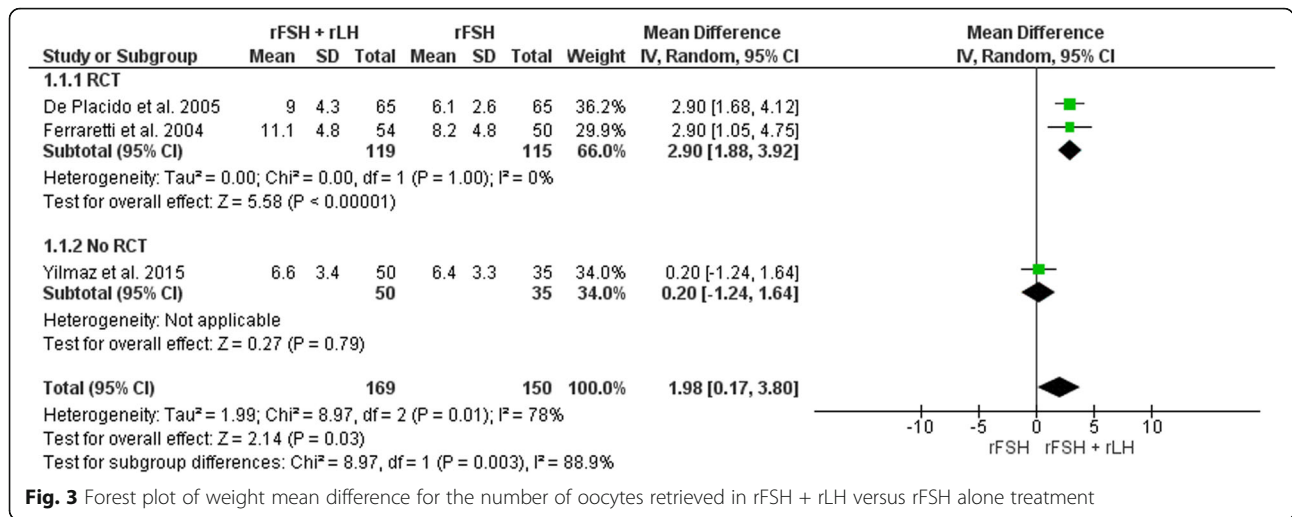 rFSH + rLH rFSH Mean Difference Mean Difference
Study or Subgroup Mean SD Total Mean SD Total Weight IV, Random, 95% CI IV, Random, 95% CI
1.1.1 RCT
De Placido et al. 2005 9 4.3 65 6.1 2.6 65 36.2% 2.90 [1.68, 4.12]
Ferraretti et al. 2004 11.1 4.8 54 8.2 4.8 50 29.9% 2.90 [1.05, 4.75]
Subtotal (95% CI) 119 115 66.0% 2.90 [1.88, 3.92]
Heterogeneity: Tau² = 0.00; Chi² = 0.00, df = 1 (P = 1.00); I² = 0%
Test for overall effect: Z = 5.58 (P < 0.00001)
1.1.2 No RCT
Yilmaz et al. 2015 6.6 3.4 50 6.4 3.3 35 34.0% 0.20 [-1.24, 1.64]
Subtotal (95% CI) 50 35 34.0% 0.20 [-1.24, 1.64]
Heterogeneity: Not applicable
Test for overall effect: Z = 0.27 (P = 0.79)
Total (95% CI) 169 150 100.0% 1.98 [0.17, 3.80]
Heterogeneity: Tau² = 1.99; Chi² = 8.97, df = 2 (P = 0.01); I² = 78%
Test for overall effect: Z = 2.14 (P = 0.03)
Test for subgroup differences: Chi² = 8.97, df = 1 (P = 0.003), I² = 88.9%
-10 -5 0 5 10
rFSH rFSH + rLH
Fig. 3 Forest plot of weight mean difference for the number of oocytes retrieved in rFSH + rLH versus rFSH alone treatment